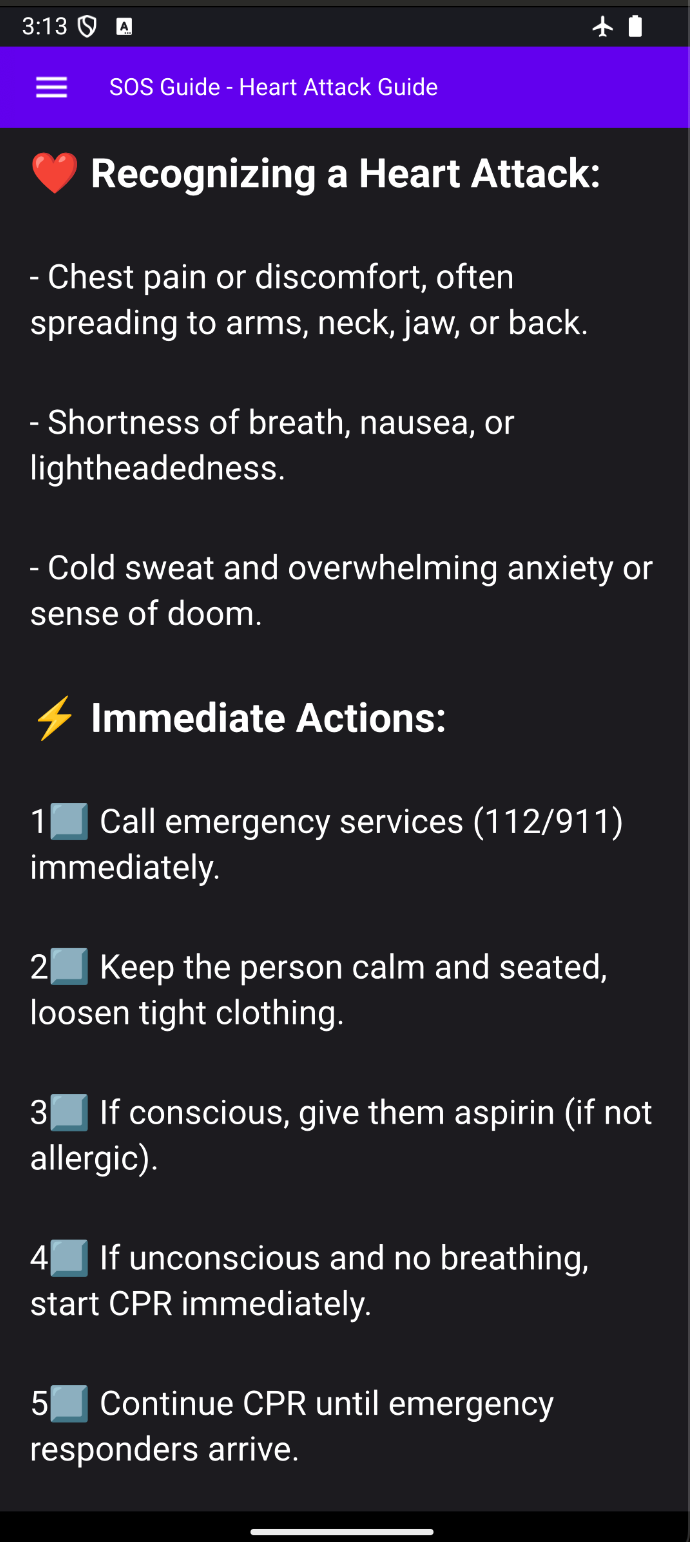 3:13
A
SOS Guide - Heart Attack Guide
❤️ Recognizing a Heart Attack:
- Chest pain or discomfort, often
spreading to arms, neck, jaw, or back.
- Shortness of breath, nausea, or
lightheadedness.
- Cold sweat and overwhelming anxiety or
sense of doom.
⚡ Immediate Actions:
1 Call emergency services (112/911)
immediately.
2 Keep the person calm and seated,
loosen tight clothing.
3 If conscious, give them aspirin (if not
allergic).
4 If unconscious and no breathing,
start CPR immediately.
5 Continue CPR until emergency
responders arrive.